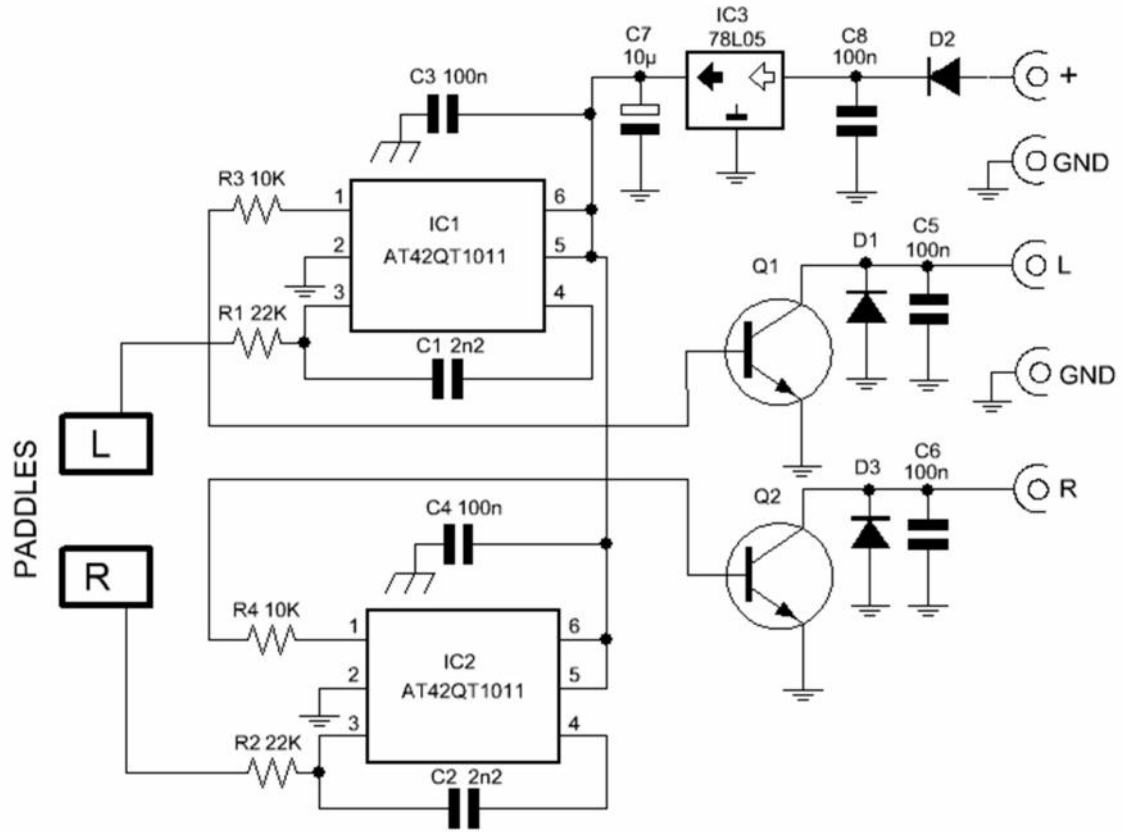 IC3
78L05
C7
10µ
C8
100n
D2
+
C3 100n
GND
R3 10K
1
6
IC1
AT42QT1011
2
5
3
4
R1 22K
C1 2n2
Q1
D1
C5
100n
L
GND
PADDLES
L
R
C4 100n
Q2
D3
C6
100n
R
R4 10K
1
6
IC2
AT42QT1011
2
5
3
4
R2 22K
C2 2n2